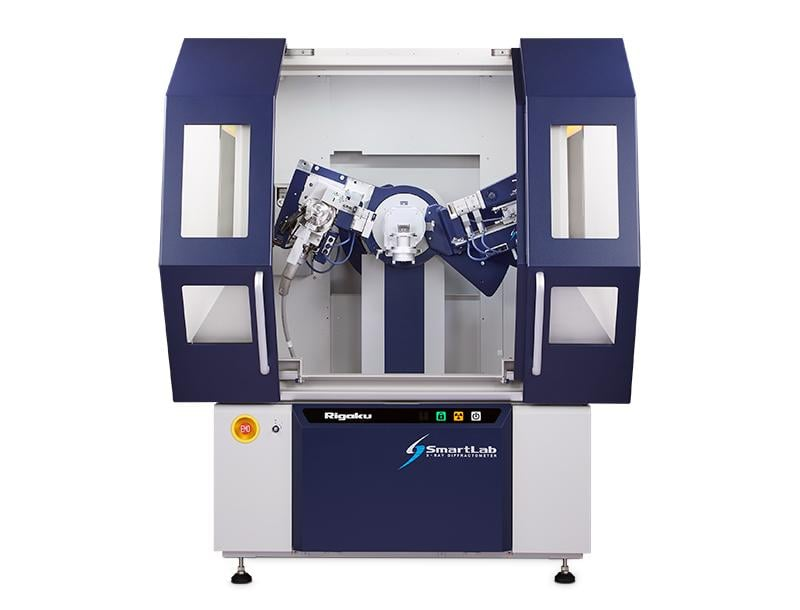 Rigaku
EMO
SmartLab
X-RAY DIFFRACTOMETER